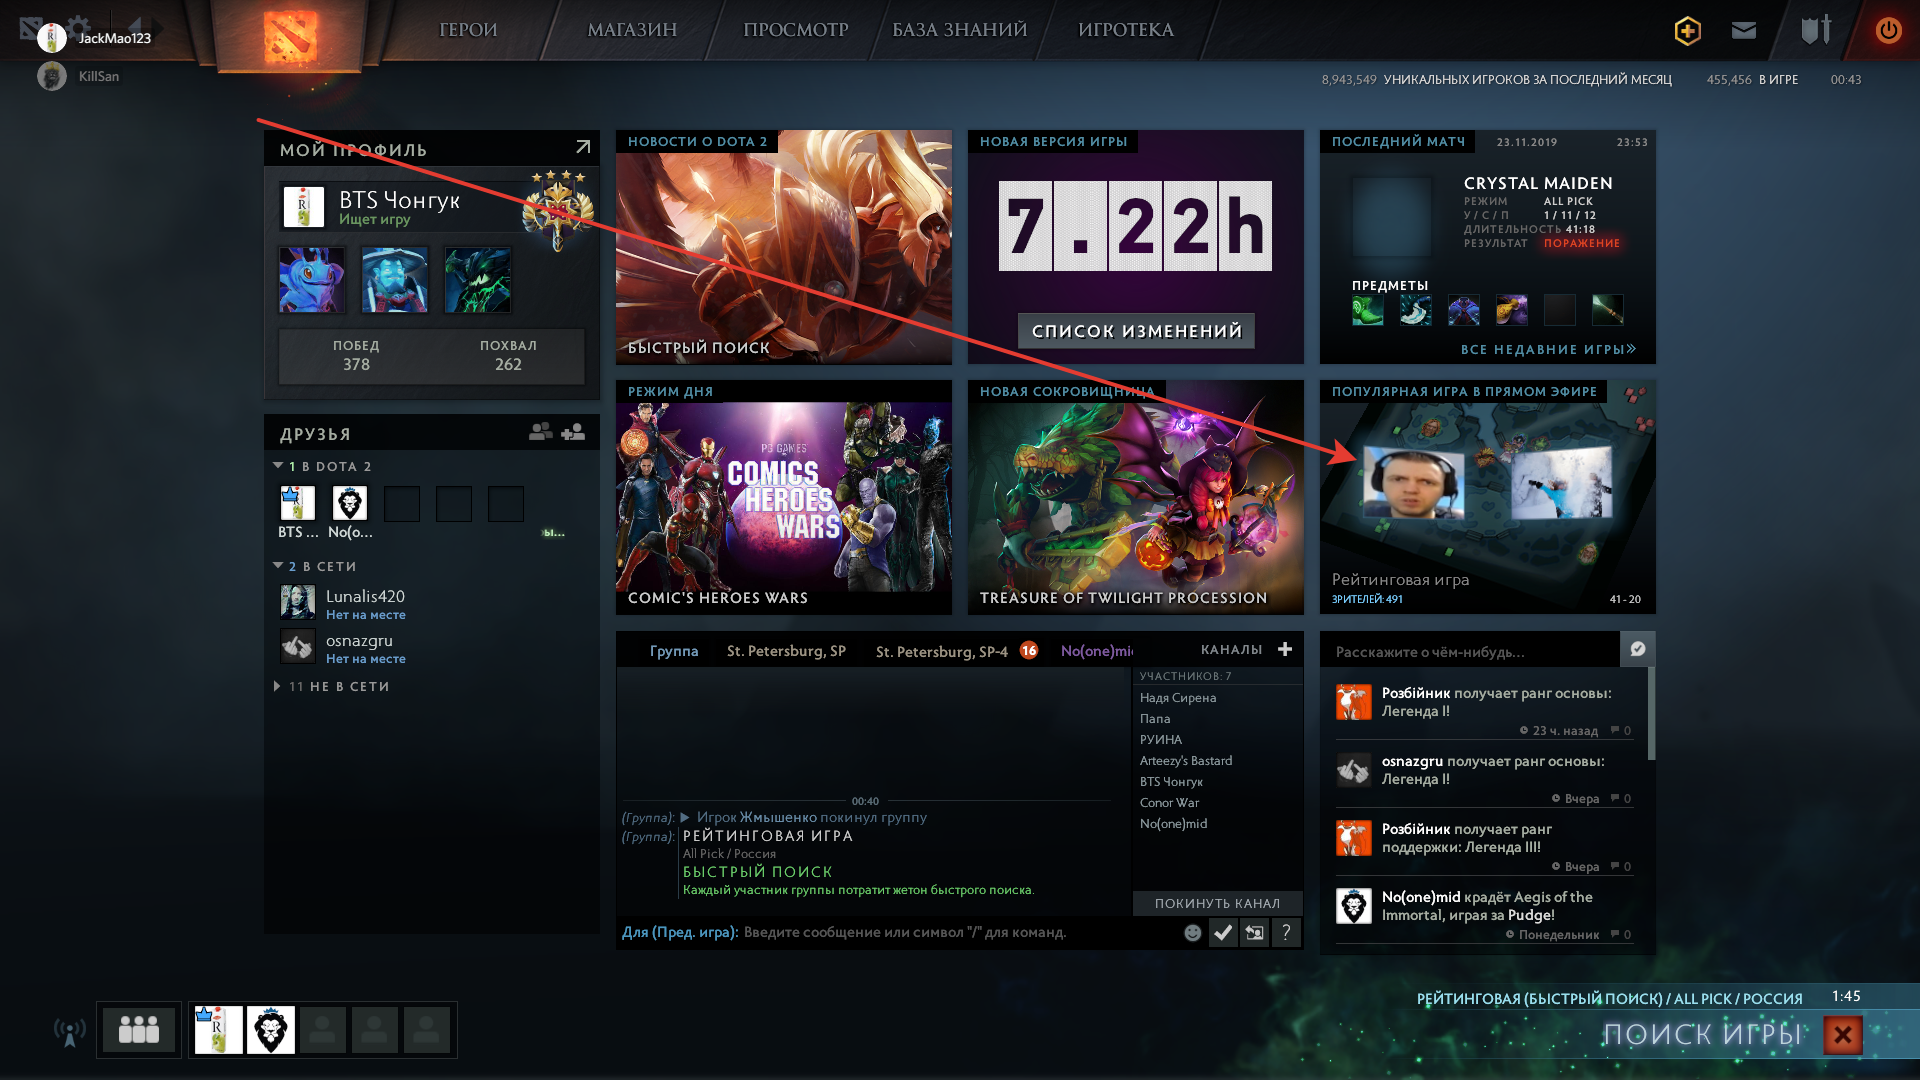 JackMao123
KillSan
ГЕРОИ
МАГАЗИН
ПРОСМОТР
БАЗА ЗНАНИЙ
ИГРОТЕКА
8,943,549 УНИКАЛЬНЫХ ИГРОКОВ ЗА ПОСЛЕДНИЙ МЕСЯЦ
455,456 В ИГРЕ
00:43
МОЙ ПРОФИЛЬ
BTS Чонгук
Ищет игру
ПОБЕД
378
ПОХВАЛ
262
НОВОСТИ О DOTA 2
БЫСТРЫЙ ПОИСК
НОВАЯ ВЕРСИЯ ИГРЫ
7.22h
СПИСОК ИЗМЕНЕНИЙ
ПОСЛЕДНИЙ МАТЧ
23.11.2019
23:53
CRYSTAL MAIDEN
РЕЖИМ ALL PICK
У / С / П 1 / 11 / 12
ДЛИТЕЛЬНОСТЬ 41:18
РЕЗУЛЬТАТ ПОРАЖЕНИЕ
ПРЕДМЕТЫ
ВСЕ НЕДАВНИЕ ИГРЫ»
РЕЖИМ ДНЯ
PG GAMES
COMICS
HEROES
WARS
COMIC'S HEROES WARS
НОВАЯ СОКРОВИЩНИЦА
TREASURE OF TWILIGHT PROCESSION
ПОПУЛЯРНАЯ ИГРА В ПРЯМОМ ЭФИРЕ
Рейтинговая игра
ЗРИТЕЛЕЙ: 491
41 - 20
ДРУЗЬЯ
1 В DOTA 2
BTS ...
No(o...
ы...
2 В СЕТИ
Lunalis420
Нет на месте
osnazgru
Нет на месте
11 НЕ В СЕТИ
Группа
St. Petersburg, SP
St. Petersburg, SP-4
16
No(one)mi
КАНАЛЫ
УЧАСТНИКОВ: 7
Надя Сирена
Папа
РУИНА
Arteezy's Bastard
BTS Чонгук
Conor War
No(one)mid
ПОКИНУТЬ КАНАЛ
00:40
(Группа): Игрок Жмышенко покинул группу
(Группа): РЕЙТИНГОВАЯ ИГРА
All Pick / Россия
БЫСТРЫЙ ПОИСК
Каждый участник группы потратит жетон быстрого поиска.
Для (Пред. игра): Введите сообщение или символ "/" для команд.
?
Расскажите о чём-нибудь...
Розбійник получает ранг основы:
Легенда I!
23 ч. назад 0
osnazgru получает ранг основы:
Легенда I!
Вчера 0
Розбійник получает ранг
поддержки: Легенда III!
Вчера 0
No(one)mid крадёт Aegis of the
Immortal, играя за Pudge!
Понедельник 0
РЕЙТИНГОВАЯ (БЫСТРЫЙ ПОИСК) / ALL PICK / РОССИЯ
1:45
ПОИСК ИГРЫ